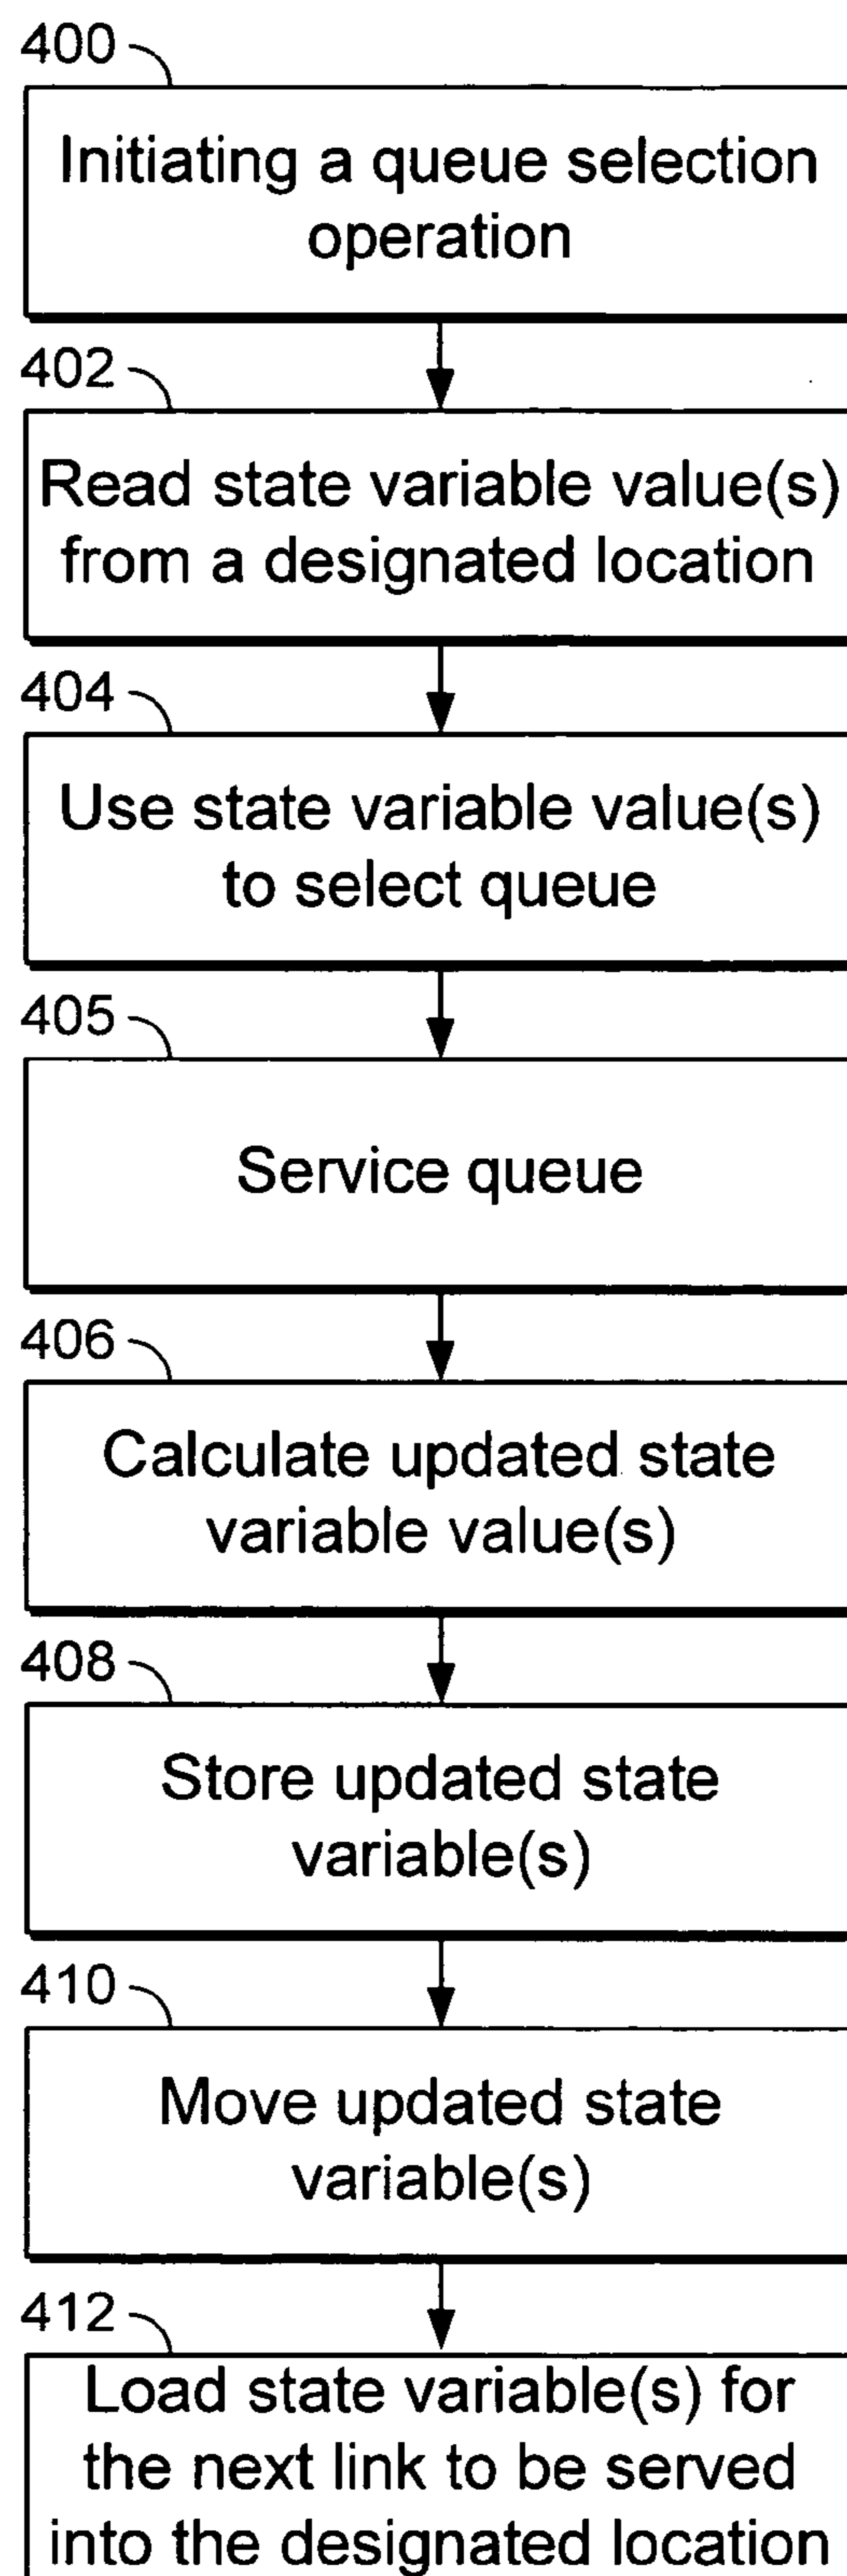 400
Initiating a queue selection
operation
402
Read state variable value(s)
from a designated location
404
Use state variable value(s)
to select queue
405
Service queue
406
Calculate updated state
variable value(s)
408
Store updated state
variable(s)
410
Move updated state
variable(s)
412
Load state variable(s) for
the next link to be served
into the designated location